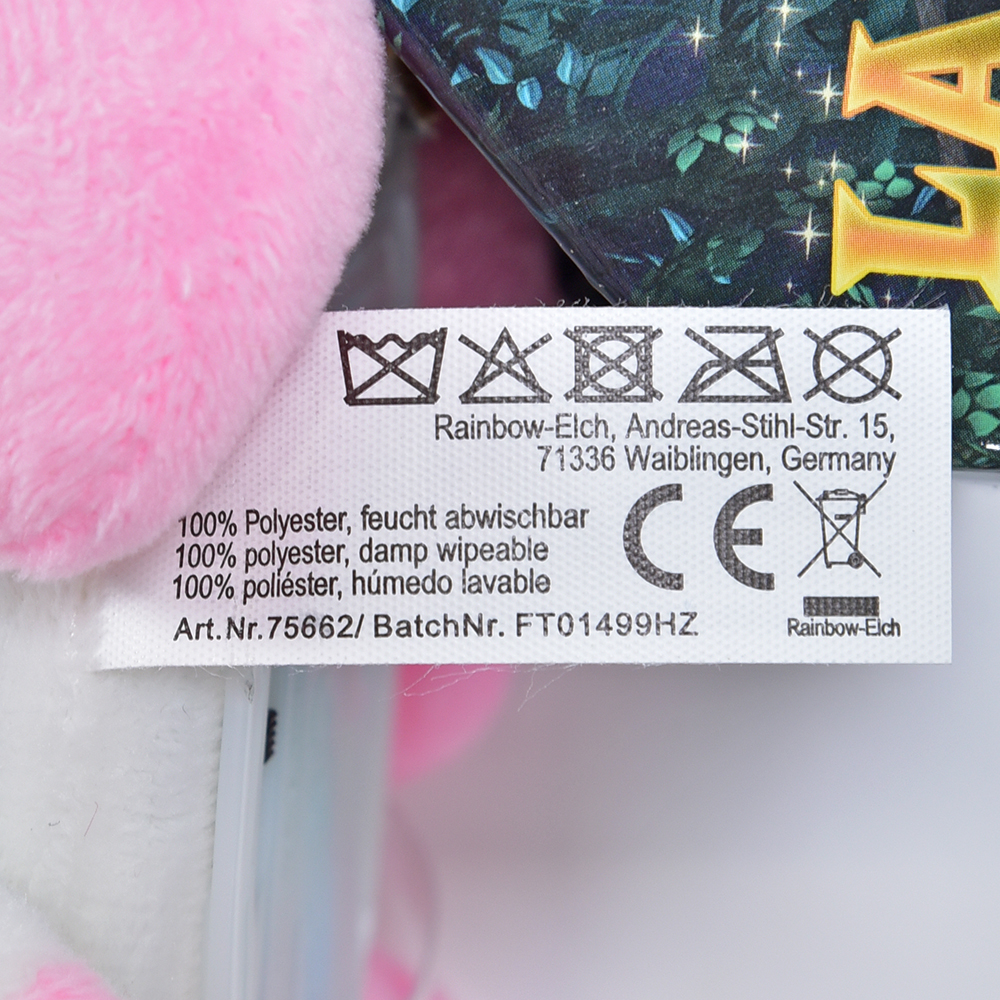 LA
L
Rainbow-Elch, Andreas-Stihl-Str. 15,
71336 Waiblingen, Germany
100% Polyester, feucht abwischbar
100% polyester, damp wipeable
100% poliéster, húmedo lavable
CE
Art.Nr.75662/ BatchNr. FT01499HZ
Rainbow-Elch